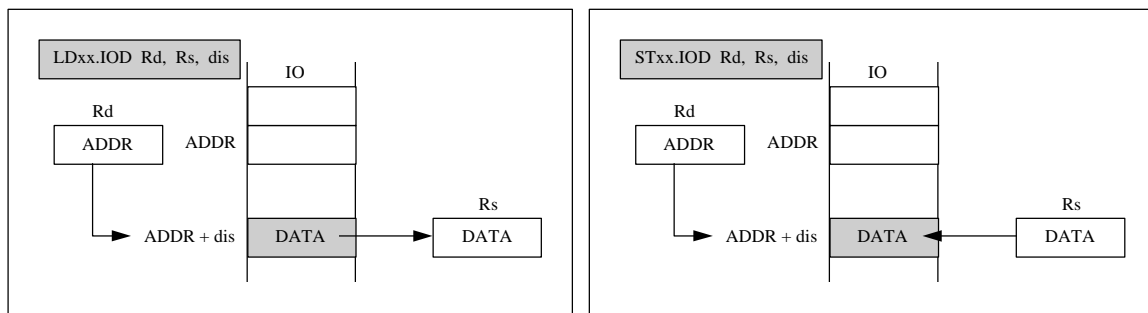 LDxx.IOD Rd, Rs, dis
IO
Rd
ADDR
ADDR
Rs
ADDR + dis
DATA
DATA
STxx.IOD Rd, Rs, dis
IO
Rd
ADDR
ADDR
Rs
ADDR + dis
DATA
DATA